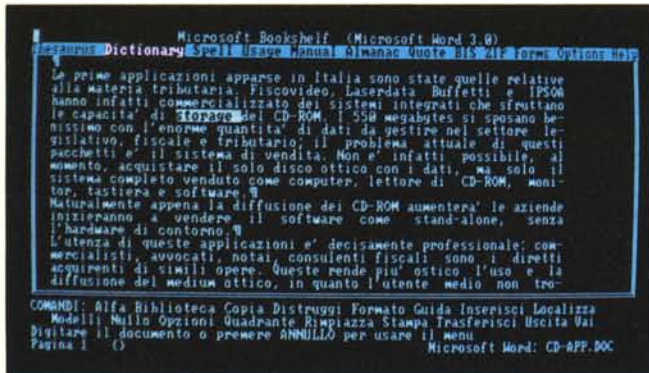 Microsoft Bookshelf (Microsoft Word 3.0)
Thesaurus Dictionary Spell Usage Manual Almanac Quote BIS ZIP Forms Options Help
¶
Le prime applicazioni apparse in Italia sono state quelle relative
alla materia tributaria. Fiscovideo, Laserdata Buffetti e IPSOA
hanno infatti commercializzato dei sistemi integrati che sfruttano
le capacita' di storage del CD-ROM. I 550 megabytes si sposano be-
nissimo con l'enorme quantita' di dati da gestire nel settore le-
gislativo, fiscale e tributario; il problema attuale di questi
pacchetti e' il sistema di vendita. Non e' infatti possibile, al
momento, acquistare il solo disco ottico con i dati, ma solo il
sistema completo venduto come computer, lettore di CD-ROM, moni-
tor, tastiera e software.¶
Naturalmente appena la diffusione dei CD-ROM aumentera' le aziende
inizieranno a vendere il software come stand-alone, senza
l'hardware di contorno.¶
L'utenza di queste applicazioni e' decisamente professionale: com-
mercialisti, avvocati, notai, consulenti fiscali sono i diretti
acquirenti di simili opere. Queste rende piu' ostico l'uso e la
diffusione del medium ottico, in quanto l'utente medio non tro-
COMANDI: Alfa Biblioteca Copia Distruggi Formato Guida Inserisci Localizza
Modelli Nullo Opzioni Quadrante Rimpiazza Stampa Trasferisci Uscita Vai
Digitare il documento o premere ANNULLO per usare il menu
Pagina 1 {} Microsoft Word: CD-APP.DOC